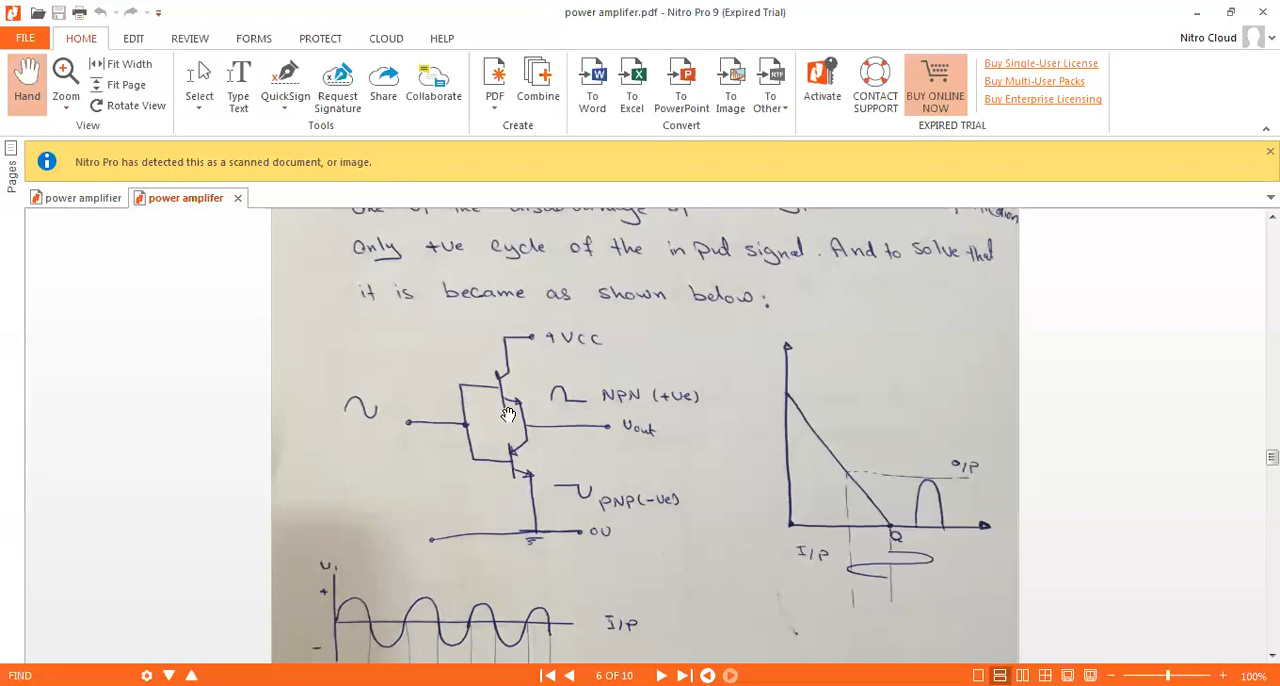 power amplifer.pdf - Nitro Pro 9 (Expired Trial)
FILE HOME EDIT REVIEW FORMS PROTECT CLOUD HELP
Nitro Cloud
Hand
Zoom
Fit Width
Fit Page
Rotate View
View
Select
Type Text
QuickSign
Request Signature
Share
Collaborate
Tools
PDF
Combine
Create
To Word
To Excel
To PowerPoint
To Image
To Other
Convert
Activate
CONTACT SUPPORT
BUY ONLINE NOW
Buy Single-User License
Buy Multi-User Packs
Buy Enterprise Licensing
EXPIRED TRIAL
Pages
Nitro Pro has detected this as a scanned document, or image.
power amplifier
power amplifer
only +ve cycle of the in put signal. And to solve that
it is became as shown below:
+VCC
NPN (+ve)
Vout
PNP (-ve)
0V
O/P
Q
I/P
V
+
-
I/P
FIND
6 OF 10
100%